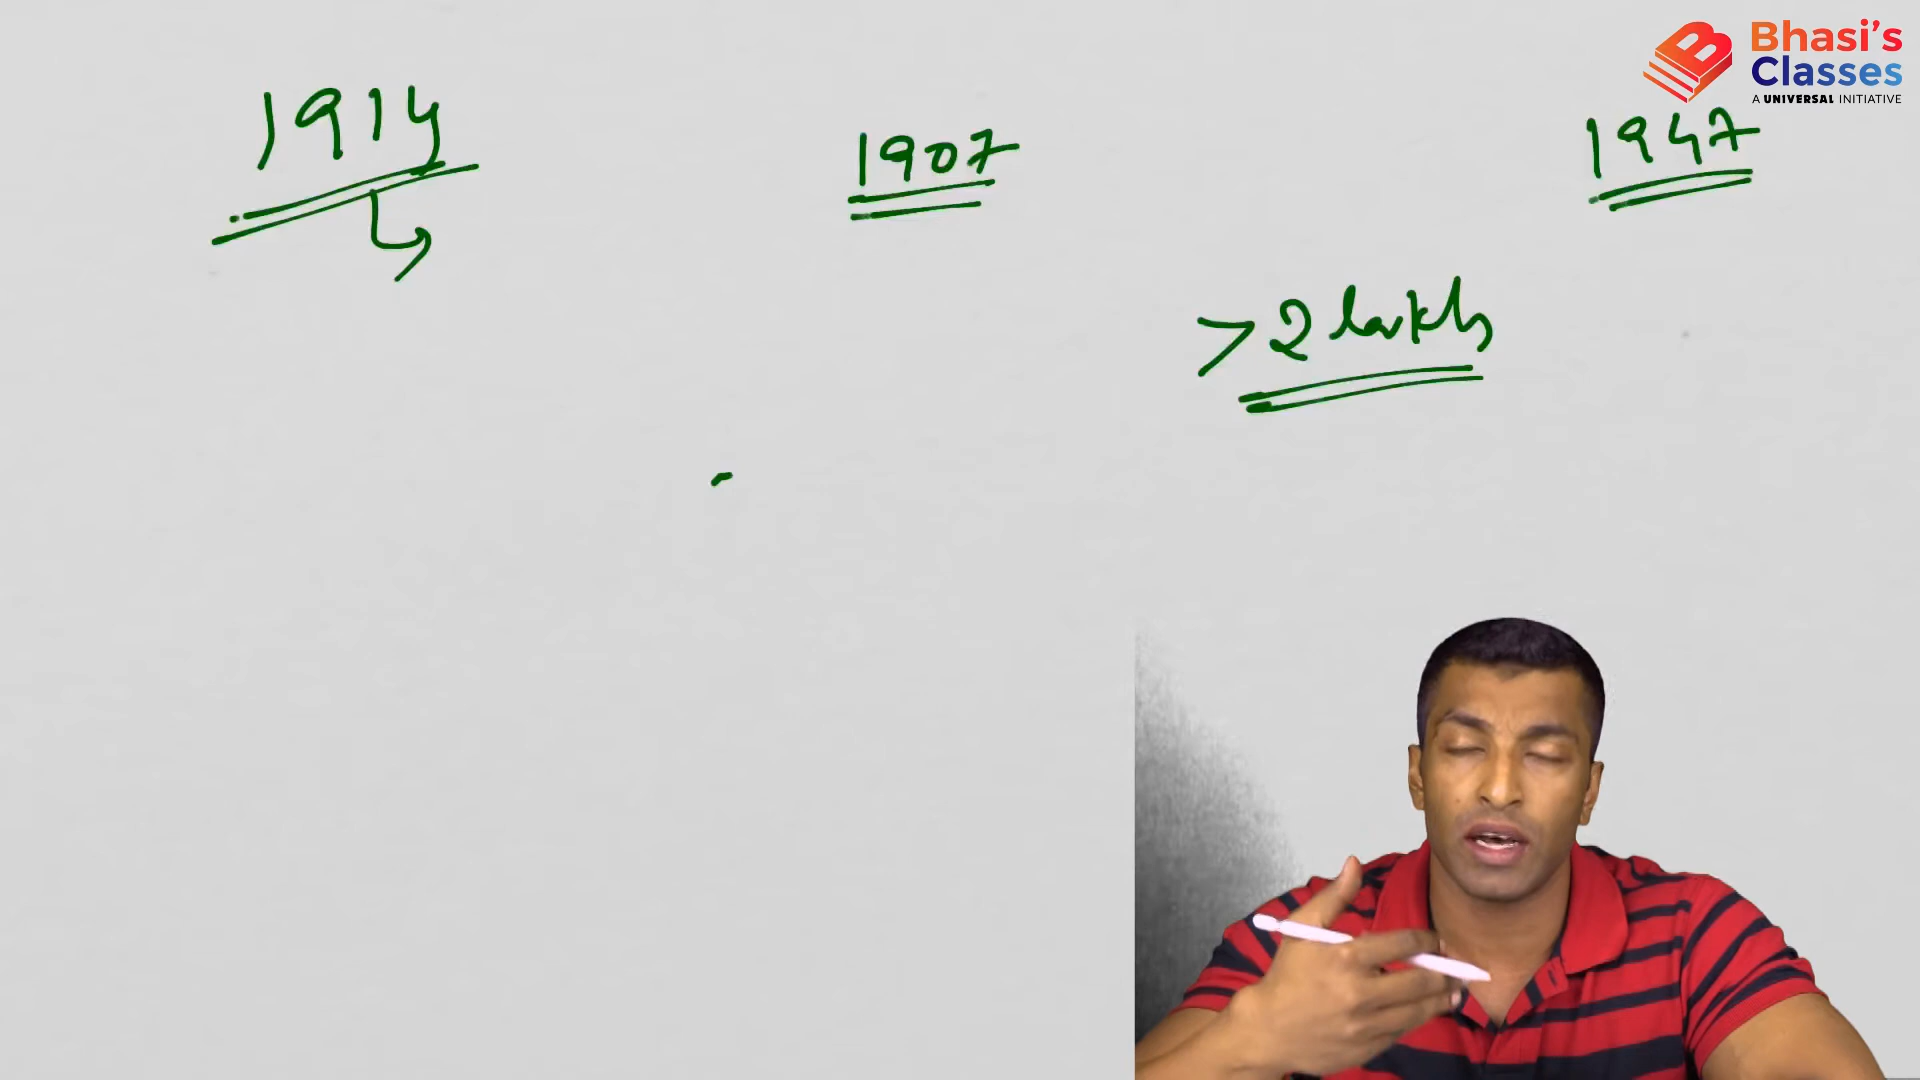 Bhasi's
Classes
A UNIVERSAL INITIATIVE
1914
1907
1947
>2 lakh